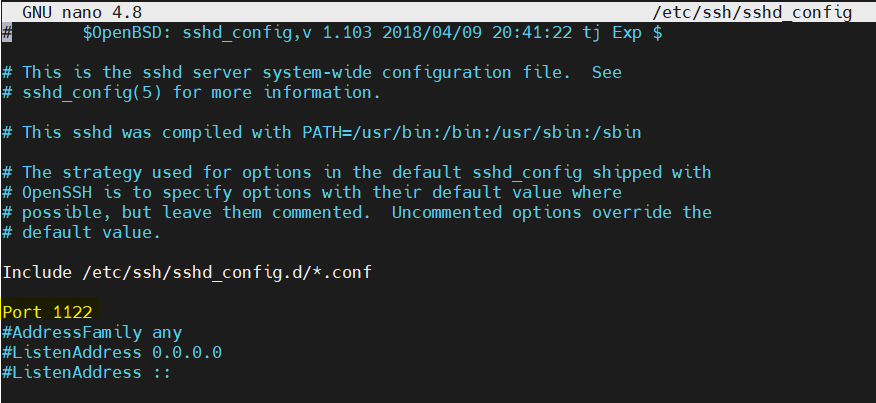 GNU nano 4.8 /etc/ssh/sshd_config
# $OpenBSD: sshd_config,v 1.103 2018/04/09 20:41:22 tj Exp $
# This is the sshd server system-wide configuration file.  See
# sshd_config(5) for more information.
# This sshd was compiled with PATH=/usr/bin:/bin:/usr/sbin:/sbin
# The strategy used for options in the default sshd_config shipped with
# OpenSSH is to specify options with their default value where
# possible, but leave them commented.  Uncommented options override the
# default value.
Include /etc/ssh/sshd_config.d/*.conf
Port 1122
#AddressFamily any
#ListenAddress 0.0.0.0
#ListenAddress ::